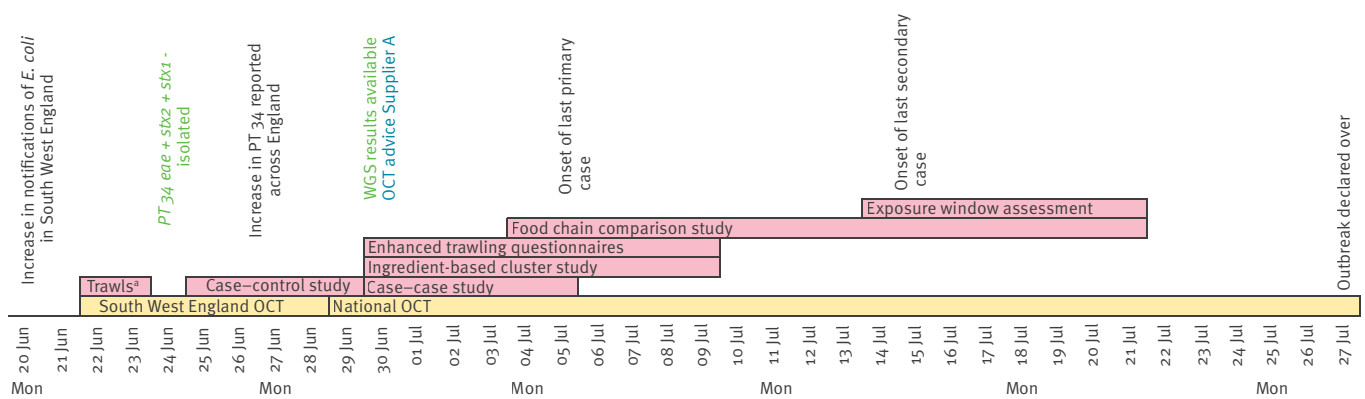 Increase in notifications of E. coli
in South West England
PT 34 eae + stx2 + stx1 -
isolated
Increase in PT 34 reported
across England
WGS results available
OCT advice Supplier A
Onset of last primary
case
Onset of last secondary
case
Outbreak declared over
Exposure window assessment
Food chain comparison study
Enhanced trawling questionnaires
Ingredient-based cluster study
Trawlsª
Case–control study
Case–case study
South West England OCT
National OCT
20 Jun
21 Jun
22 Jun
23 Jun
24 Jun
25 Jun
26 Jun
27 Jun
28 Jun
29 Jun
30 Jun
01 Jul
02 Jul
03 Jul
04 Jul
05 Jul
06 Jul
07 Jul
08 Jul
09 Jul
10 Jul
11 Jul
12 Jul
13 Jul
14 Jul
15 Jul
16 Jul
17 Jul
18 Jul
19 Jul
20 Jul
21 Jul
22 Jul
23 Jul
24 Jul
25 Jul
26 Jul
27 Jul
Mon
Mon
Mon
Mon
Mon
Mon